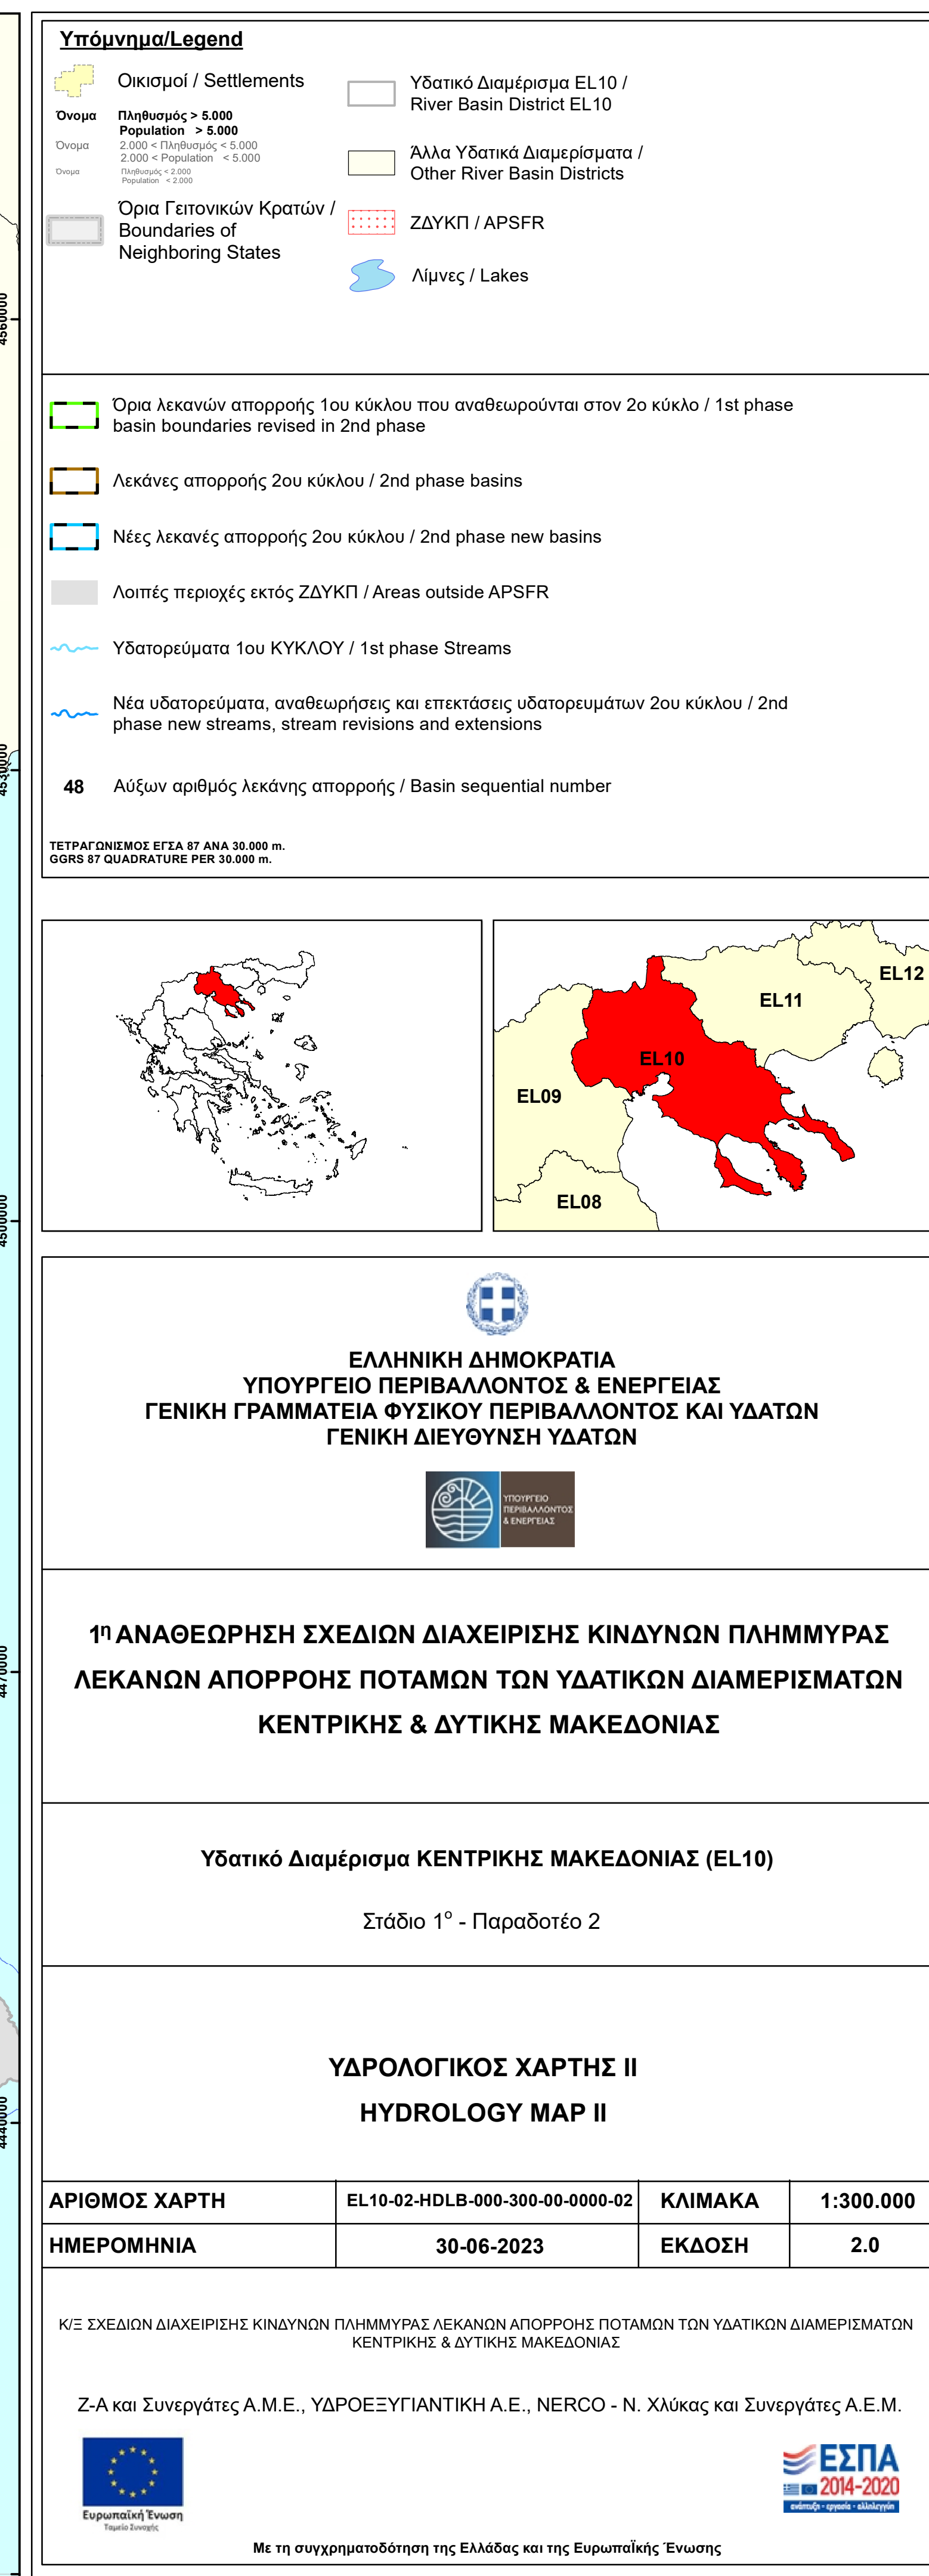 Υπόμνημα/Legend
Οικισμοί / Settlements
Όνομα Πληθυσμός > 5.000
Population > 5.000
Όνομα 2.000 < Πληθυσμός < 5.000
2.000 < Population < 5.000
Όνομα Πληθυσμός < 2.000
Population < 2.000
Όρια Γειτονικών Κρατών /
Boundaries of
Neighboring States
Υδατικό Διαμέρισμα EL10 /
River Basin District EL10
Άλλα Υδατικά Διαμερίσματα /
Other River Basin Districts
ΖΔΥΚΠ / APSFR
Λίμνες / Lakes
4560000
Όρια λεκανών απορροής 1ου κύκλου που αναθεωρούνται στον 2ο κύκλο / 1st phase
basin boundaries revised in 2nd phase
Λεκάνες απορροής 2ου κύκλου / 2nd phase basins
Νέες λεκανές απορροής 2ου κύκλου / 2nd phase new basins
Λοιπές περιοχές εκτός ΖΔΥΚΠ / Areas outside APSFR
Υδατορεύματα 1ου ΚΥΚΛΟΥ / 1st phase Streams
Νέα υδατορεύματα, αναθεωρήσεις και επεκτάσεις υδατορευμάτων 2ου κύκλου / 2nd
phase new streams, stream revisions and extensions
4530000
48 Αύξων αριθμός λεκάνης απορροής / Basin sequential number
ΤΕΤΡΑΓΩΝΙΣΜΟΣ ΕΓΣΑ 87 ΑΝΑ 30.000 m.
GGRS 87 QUADRATURE PER 30.000 m.
EL12
EL11
EL10
EL09
EL08
4500000
ΕΛΛΗΝΙΚΗ ΔΗΜΟΚΡΑΤΙΑ
ΥΠΟΥΡΓΕΙΟ ΠΕΡΙΒΑΛΛΟΝΤΟΣ & ΕΝΕΡΓΕΙΑΣ
ΓΕΝΙΚΗ ΓΡΑΜΜΑΤΕΙΑ ΦΥΣΙΚΟΥ ΠΕΡΙΒΑΛΛΟΝΤΟΣ ΚΑΙ ΥΔΑΤΩΝ
ΓΕΝΙΚΗ ΔΙΕΥΘΥΝΣΗ ΥΔΑΤΩΝ
ΥΠΟΥΡΓΕΙΟ
ΠΕΡΙΒΑΛΛΟΝΤΟΣ
& ΕΝΕΡΓΕΙΑΣ
1η ΑΝΑΘΕΩΡΗΣΗ ΣΧΕΔΙΩΝ ΔΙΑΧΕΙΡΙΣΗΣ ΚΙΝΔΥΝΩΝ ΠΛΗΜΜΥΡΑΣ
ΛΕΚΑΝΩΝ ΑΠΟΡΡΟΗΣ ΠΟΤΑΜΩΝ ΤΩΝ ΥΔΑΤΙΚΩΝ ΔΙΑΜΕΡΙΣΜΑΤΩΝ
ΚΕΝΤΡΙΚΗΣ & ΔΥΤΙΚΗΣ ΜΑΚΕΔΟΝΙΑΣ
4470000
Υδατικό Διαμέρισμα ΚΕΝΤΡΙΚΗΣ ΜΑΚΕΔΟΝΙΑΣ (EL10)
Στάδιο 1ο - Παραδοτέο 2
ΥΔΡΟΛΟΓΙΚΟΣ ΧΑΡΤΗΣ ΙΙ
HYDROLOGY MAP II
4440000
ΑΡΙΘΜΟΣ ΧΑΡΤΗ EL10-02-HDLB-000-300-00-0000-02 ΚΛΙΜΑΚΑ 1:300.000
ΗΜΕΡΟΜΗΝΙΑ 30-06-2023 ΕΚΔΟΣΗ 2.0
Κ/Ξ ΣΧΕΔΙΩΝ ΔΙΑΧΕΙΡΙΣΗΣ ΚΙΝΔΥΝΩΝ ΠΛΗΜΜΥΡΑΣ ΛΕΚΑΝΩΝ ΑΠΟΡΡΟΗΣ ΠΟΤΑΜΩΝ ΤΩΝ ΥΔΑΤΙΚΩΝ ΔΙΑΜΕΡΙΣΜΑΤΩΝ
ΚΕΝΤΡΙΚΗΣ & ΔΥΤΙΚΗΣ ΜΑΚΕΔΟΝΙΑΣ
Ζ-Α και Συνεργάτες Α.Μ.Ε., ΥΔΡΟΕΞΥΓΙΑΝΤΙΚΗ Α.Ε., NERCO - Ν. Χλύκας και Συνεργάτες Α.Ε.Μ.
Ευρωπαϊκή Ένωση
Ταμείο Συνοχής
ΕΣΠΑ
2014-2020
ανάπτυξη - εργασία - αλληλεγγύη
Με τη συγχρηματοδότηση της Ελλάδας και της ΕυρωπαΪκής Ένωσης